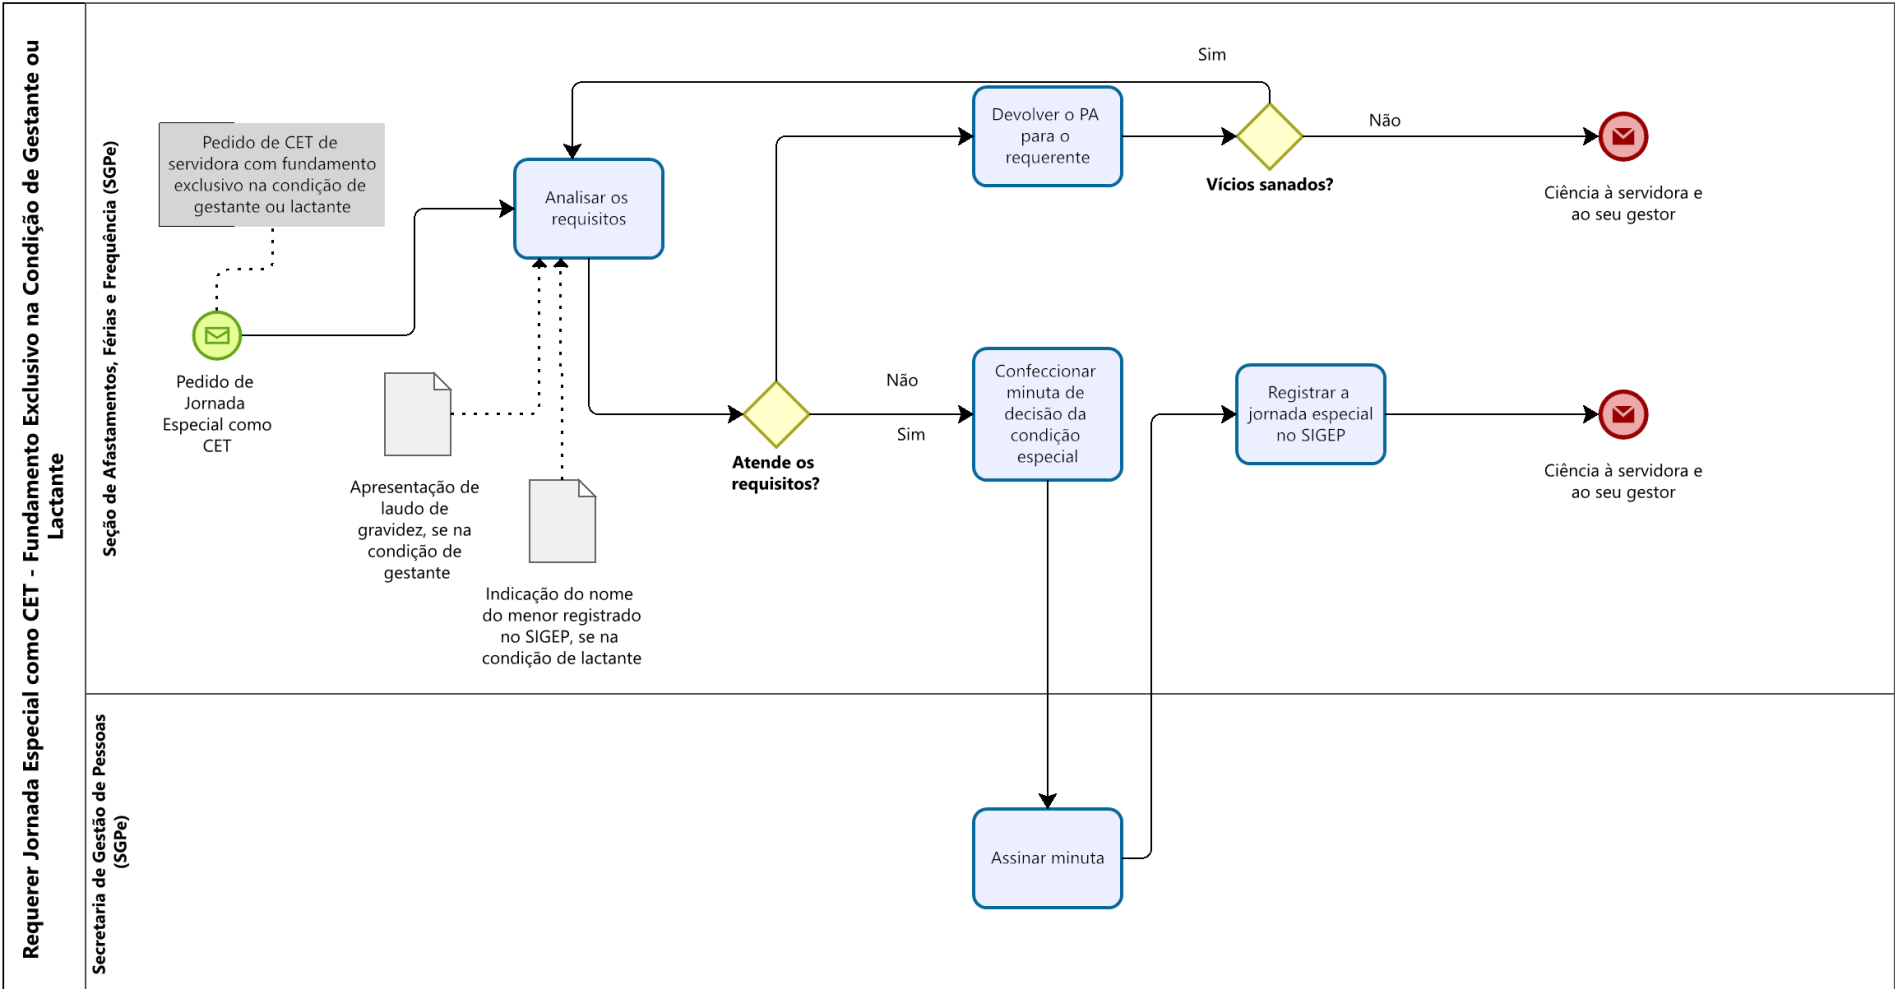 Requerer Jornada Especial como CET - Fundamento Exclusivo na Condição de Gestante ou
Lactante
Seção de Afastamentos, Férias e Frequência (SGPe)
Pedido de CET de
servidora com fundamento
exclusivo na condição de
gestante ou lactante
Pedido de
Jornada
Especial como
CET
Analisar os
requisitos
Apresentação de
laudo de
gravidez, se na
condição de
gestante
Indicação do nome
do menor registrado
no SIGEP, se na
condição de lactante
Atende os
requisitos?
Não
Sim
Devolver o PA
para o
requerente
Sim
Vícios sanados?
Não
Ciência à servidora e
ao seu gestor
Confeccionar
minuta de
decisão da
condição
especial
Registrar a
jornada especial
no SIGEP
Ciência à servidora e
ao seu gestor
Secretaria de Gestão de Pessoas
(SGPe)
Assinar minuta